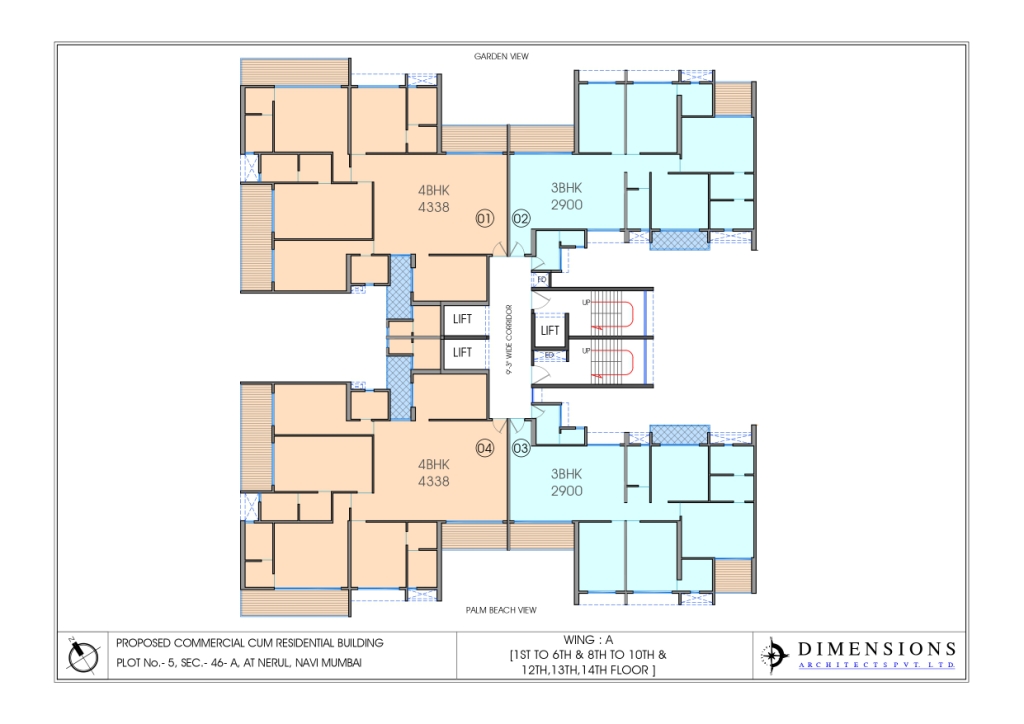 GARDEN VIEW
4BHK
4338
01
02
3BHK
2900
ED
UP
LIFT
LIFT
LIFT
9'-3" WIDE CORRIDOR
UP
ED
04
03
4BHK
4338
3BHK
2900
PALM BEACH VIEW
N
PROPOSED COMMERCIAL CUM RESIDENTIAL BUILDING
PLOT No.- 5, SEC.- 46- A, AT NERUL, NAVI MUMBAI
WING : A
[1ST TO 6TH & 8TH TO 10TH &
12TH,13TH,14TH FLOOR ]
DIMENSIONS
ARCHITECTS PVT. LTD.